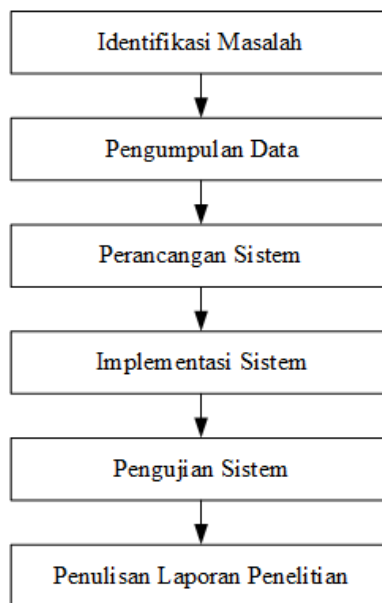 Identifikasi Masalah
Pengumpulan Data
Perancangan Sistem
Implementasi Sistem
Pengujian Sistem
Penulisan Laporan Penelitian